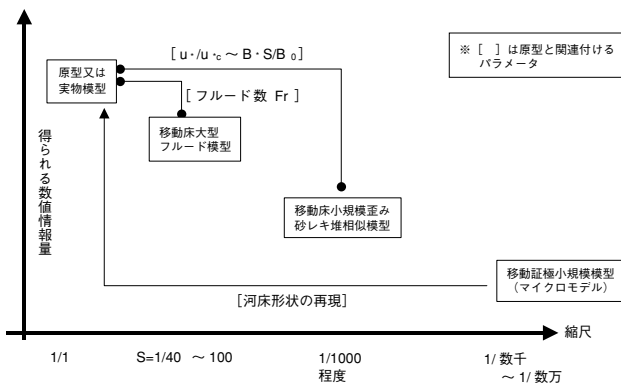 [ u・/u・c ~ B・S/B 0 ]
※ [ ] は原型と関連付ける
パラメータ
原型又は
実物模型
[ フルード数 Fr ]
移動床大型
フルード模型
得られる数値情報量
移動床小規模歪み
砂レキ堆相似模型
移動証極小規模模型
(マイクロモデル)
[河床形状の再現]
縮尺
1/1
S=1/40 ~ 100
1/1000
程度
1/ 数千
~ 1/ 数万